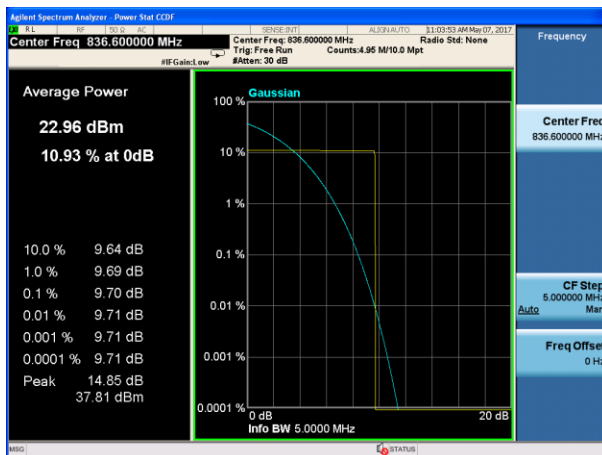 Agilent Spectrum Analyzer - Power Stat CCDF
RL RF 50 Ω AC SENSE:INT ALIGN AUTO 11:03:53 AM May 07, 2017
Center Freq 836.600000 MHz
Center Freq: 836.600000 MHz Radio Std: None
Trig: Free Run Counts:4.95 M/10.0 Mpt
#IFGain:Low #Atten: 30 dB
Frequency
Average Power
22.96 dBm
10.93 % at 0dB
10.0 % 9.64 dB
1.0 % 9.69 dB
0.1 % 9.70 dB
0.01 % 9.71 dB
0.001 % 9.71 dB
0.0001 % 9.71 dB
Peak 14.85 dB
37.81 dBm
Gaussian
100 %
10 %
1 %
0.1 %
0.01 %
0.001 %
0.0001 %
0 dB 20 dB
Info BW 5.0000 MHz
Center Freq
836.600000 MHz
CF Step
5.000000 MHz
Auto Man
Freq Offset
0 Hz
MSG STATUS